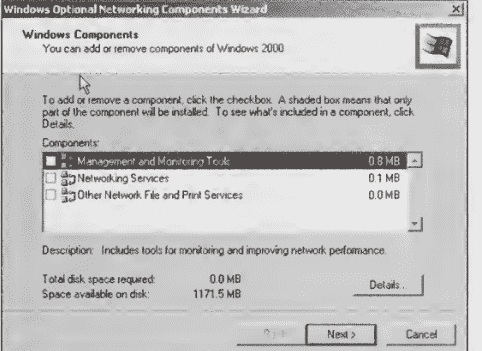 Windows Optional Networking Components Wizard
Windows Components
You can add or remove components of Windows 2000
To add or remove a component, click the checkbox. A shaded box means that only
part of the component will be installed. To see what's included in a component, click
Details.
Components:
Management and Monitoring Tools 0.8 MB
Networking Services 0.1 MB
Other Network File and Print Services 0.0 MB
Description: Includes tools for monitoring and improving network performance.
Total disk space required: 0.0 MB
Space available on disk: 1171.5 MB
Details...
Next >
Cancel